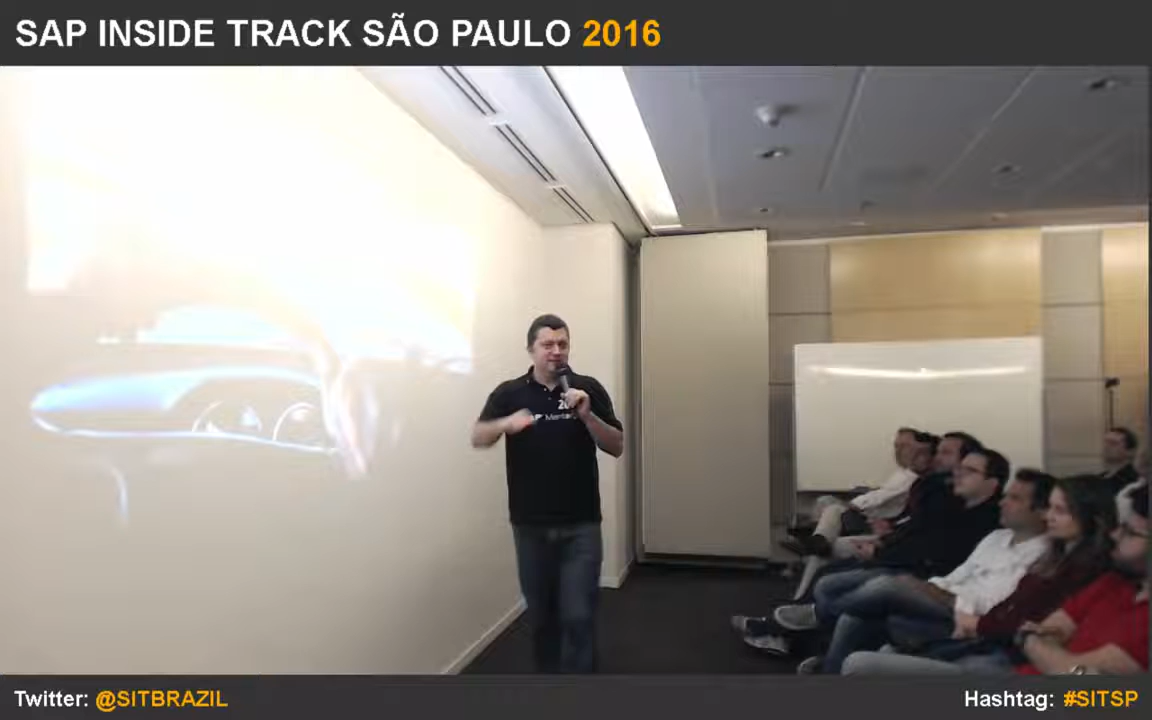 SAP INSIDE TRACK SÃO PAULO 2016
Twitter: @SITBRAZIL
Hashtag: #SITSP